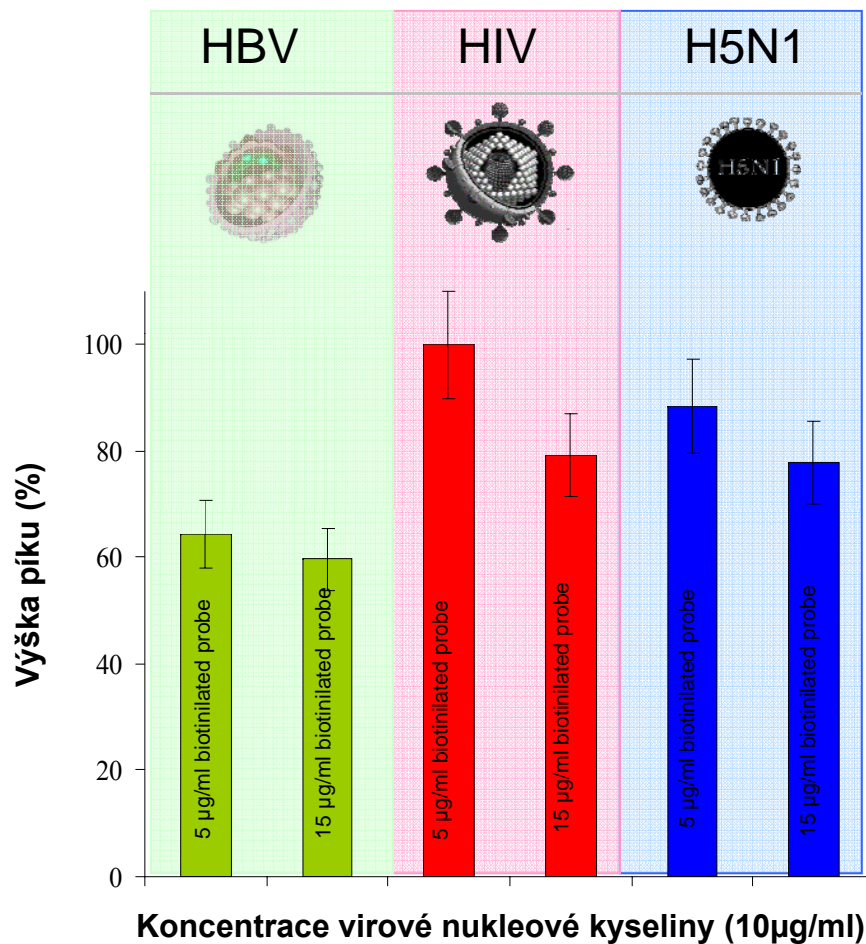 HBV HIV H5N1
H5N1
Výška píku (%)
100
80
60
40
20
0
5 µg/ml biotinilated probe
15 µg/ml biotinilated probe
5 µg/ml biotinilated probe
15 µg/ml biotinilated probe
5 µg/ml biotinilated probe
15 µg/ml biotinilated probe
Koncentrace virové nukleové kyseliny (10µg/ml)